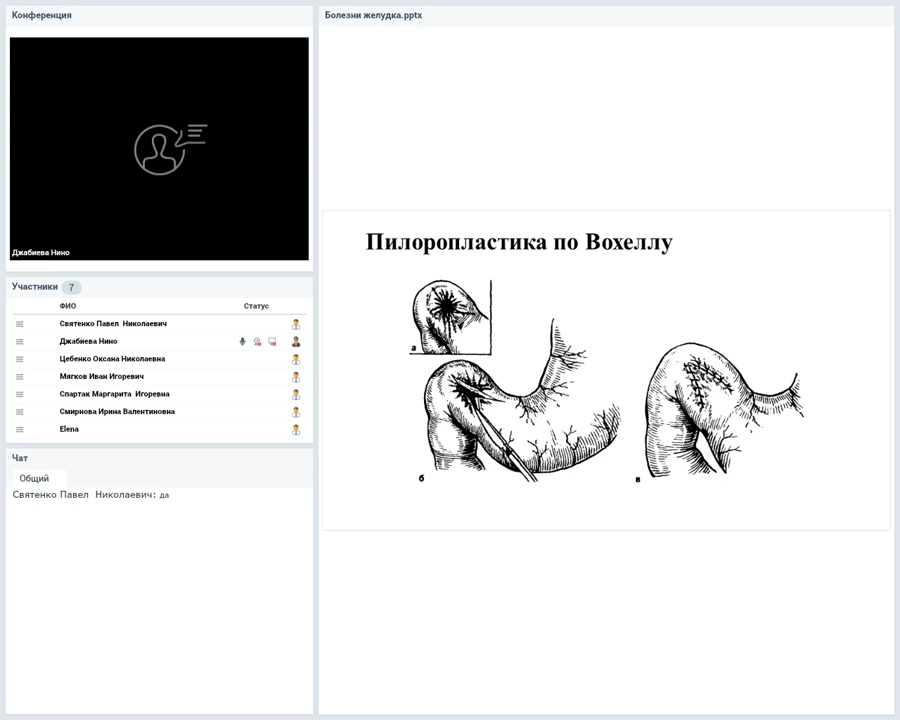 Конференция
Джабиева Нино
Участники 7
ФИО Статус
Святенко Павел Николаевич
Джабиева Нино
Цебенко Оксана Николаевна
Мягков Иван Игоревич
Спартак Маргарита Игоревна
Смирнова Ирина Валентиновна
Elena
Чат
Общий
Святенко Павел Николаевич: да
Болезни желудка.pptx
Пилоропластика по Вохеллу
а
б
в